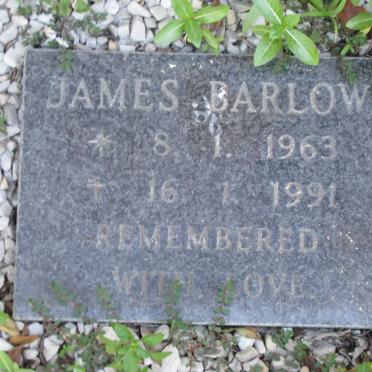 JAMES BARLOW
* 8. 1. 1963
† 16. 1. 1991
REMEMBERED
WITH LOVE